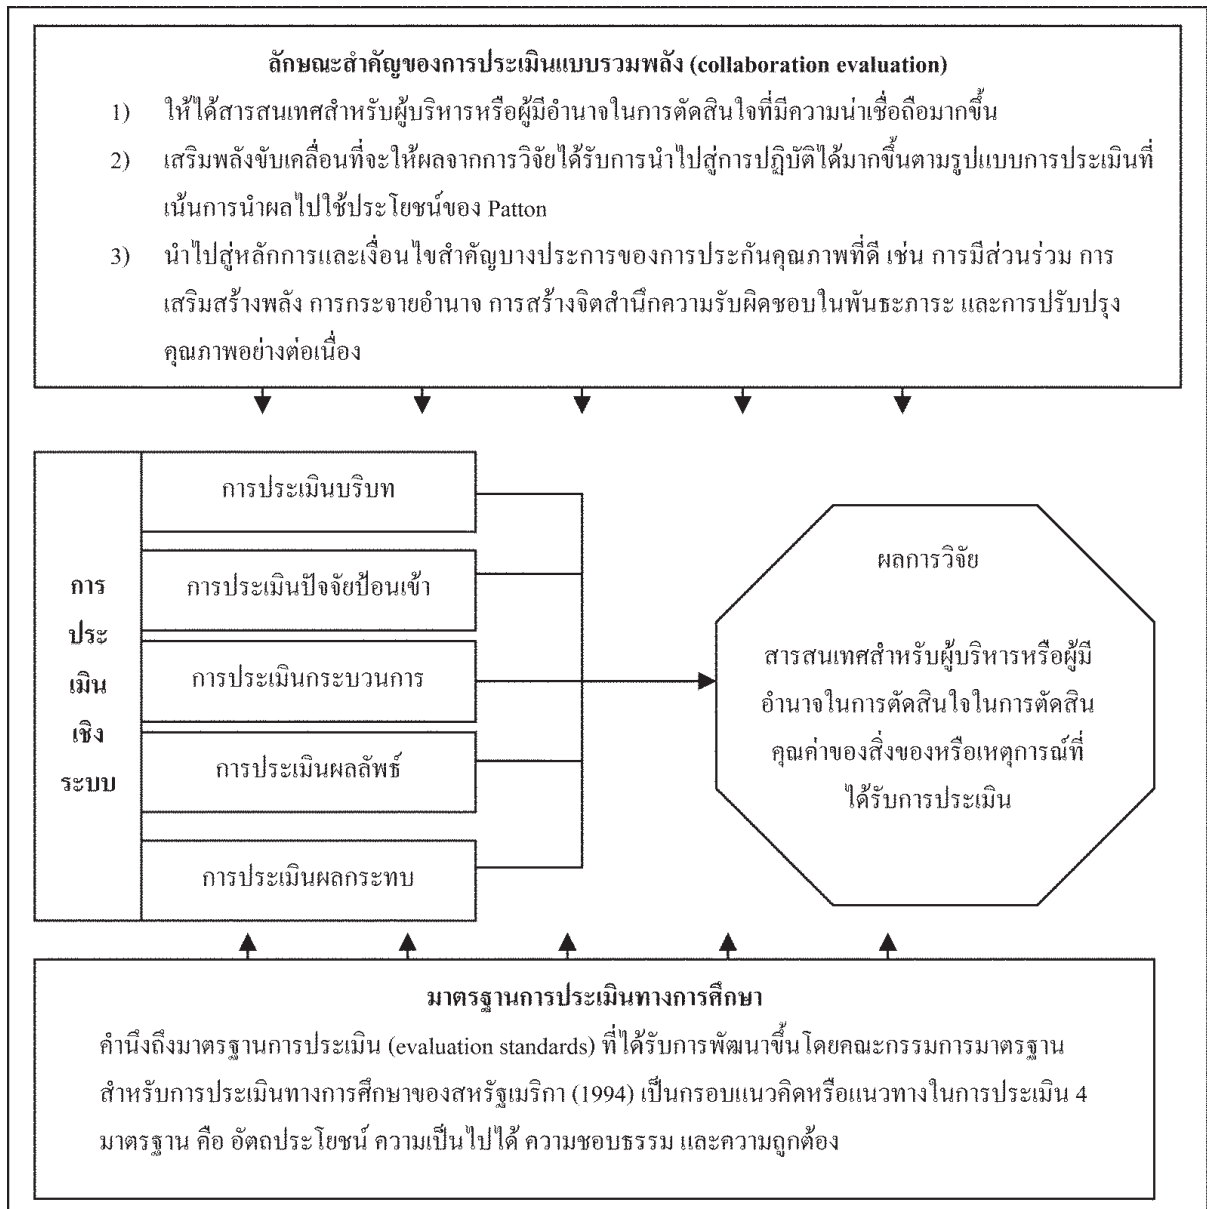 ลักษณะสำคัญของการประเมินแบบรวมพลัง (collaboration evaluation)
1) ให้ได้สารสนเทศสำหรับผู้บริหารหรือผู้มีอำนาจในการตัดสินใจที่มีความน่าเชื่อถือมากขึ้น
2) เสริมพลังขับเคลื่อนที่จะให้ผลจากการวิจัยได้รับการนำไปสู่การปฏิบัติได้มากขึ้นตามรูปแบบการประเมินที่
เน้นการนำผลไปใช้ประโยชน์ของ Patton
3) นำไปสู่หลักการและเงื่อนไขสำคัญบางประการของการประกันคุณภาพที่ดี เช่น การมีส่วนร่วม การ
เสริมสร้างพลัง การกระจายอำนาจ การสร้างจิตสำนึกความรับผิดชอบในพันธะภาระ และการปรับปรุง
คุณภาพอย่างต่อเนื่อง
การ
ประ
เมิน
เชิง
ระบบ
การประเมินบริบท
การประเมินปัจจัยป้อนเข้า
การประเมินกระบวนการ
การประเมินผลลัพธ์
การประเมินผลกระทบ
ผลการวิจัย
สารสนเทศสำหรับผู้บริหารหรือผู้มี
อำนาจในการตัดสินใจในการตัดสิน
คุณค่าของสิ่งของหรือเหตุการณ์ที่
ได้รับการประเมิน
มาตรฐานการประเมินทางการศึกษา
คำนึงถึงมาตรฐานการประเมิน (evaluation standards) ที่ได้รับการพัฒนาขึ้นโดยคณะกรรมการมาตรฐาน
สำหรับการประเมินทางการศึกษาของสหรัฐเมริกา (1994) เป็นกรอบแนวคิดหรือแนวทางในการประเมิน 4
มาตรฐาน คือ อัตถประโยชน์ ความเป็นไปได้ ความชอบธรรม และความถูกต้อง